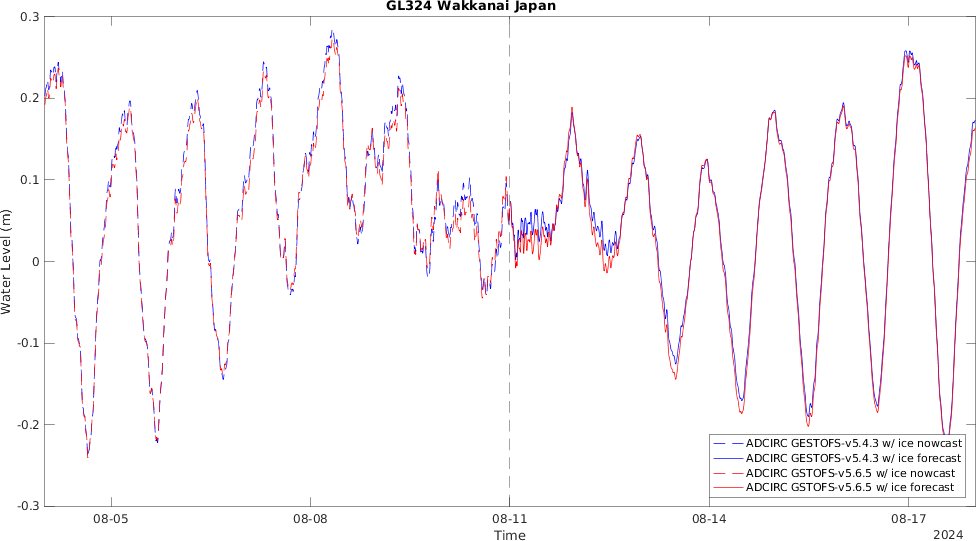 GL324 Wakkanai Japan
0.3
0.2
0.1
0
-0.1
-0.2
-0.3
Water Level (m)
ADCIRC GESTOFS-v5.4.3 w/ ice nowcast
ADCIRC GESTOFS-v5.4.3 w/ ice forecast
ADCIRC GSTOFS-v5.6.5 w/ ice nowcast
ADCIRC GSTOFS-v5.6.5 w/ ice forecast
08-05 08-08 08-11 08-14 08-17
Time
2024